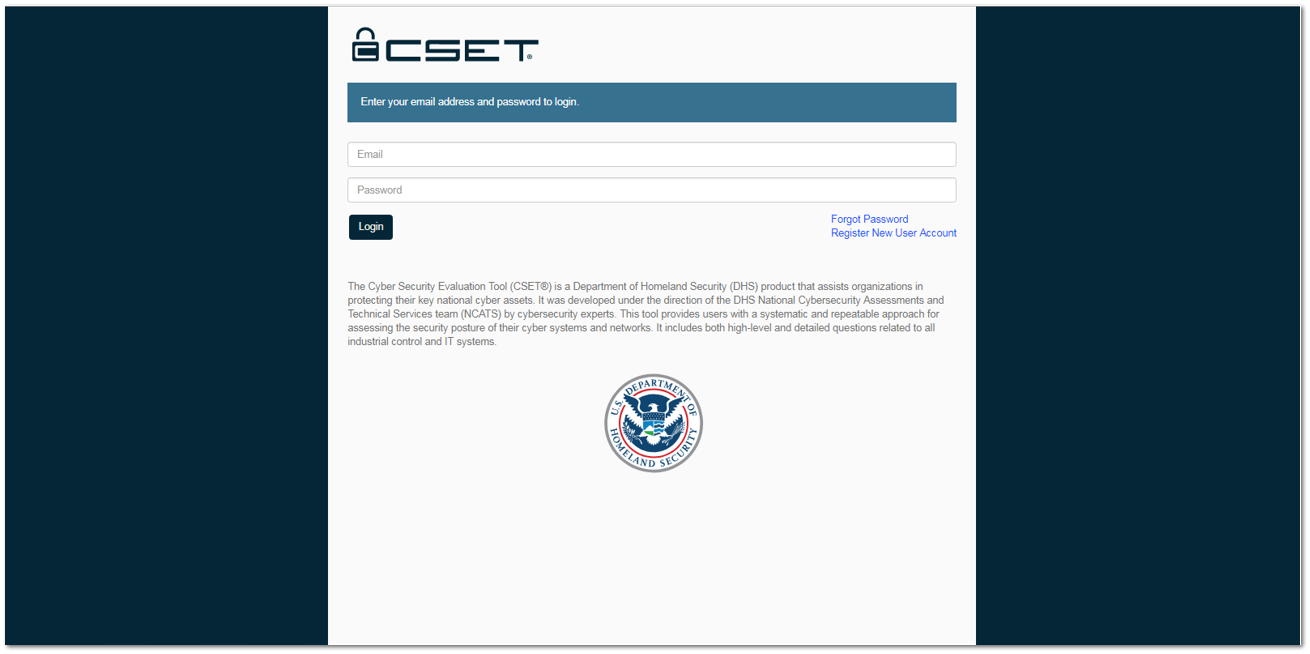 CSET®
Enter your email address and password to login.
Email
Password
Login
Forgot Password
Register New User Account
The Cyber Security Evaluation Tool (CSET®) is a Department of Homeland Security (DHS) product that assists organizations in
protecting their key national cyber assets. It was developed under the direction of the DHS National Cybersecurity Assessments and
Technical Services team (NCATS) by cybersecurity experts. This tool provides users with a systematic and repeatable approach for
assessing the security posture of their cyber systems and networks. It includes both high-level and detailed questions related to all
industrial control and IT systems.
U.S. DEPARTMENT OF
HOMELAND SECURITY